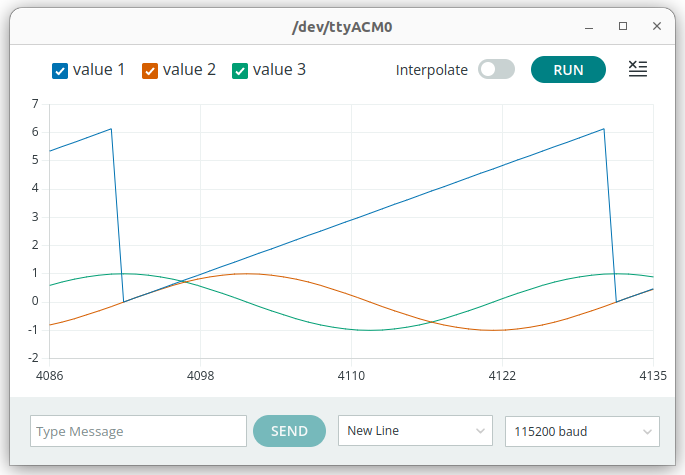 /dev/ttyACM0
value 1 value 2 value 3 Interpolate RUN
7
6
5
4
3
2
1
0
-1
-2
4086 4098 4110 4122 4135
Type Message SEND New Line 115200 baud